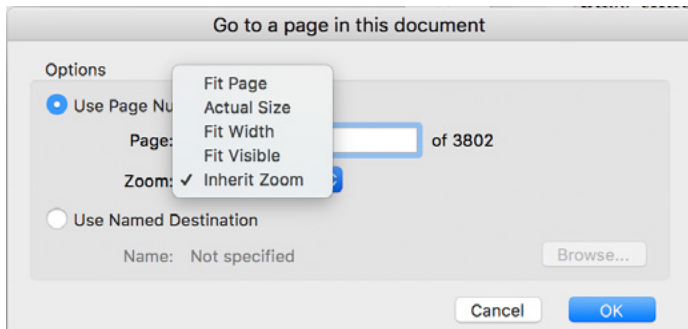 Go to a page in this document
Options
Use Page Nu
Page: of 3802
Zoom:
Fit Page
Actual Size
Fit Width
Fit Visible
✓ Inherit Zoom
Use Named Destination
Name: Not specified Browse...
Cancel OK